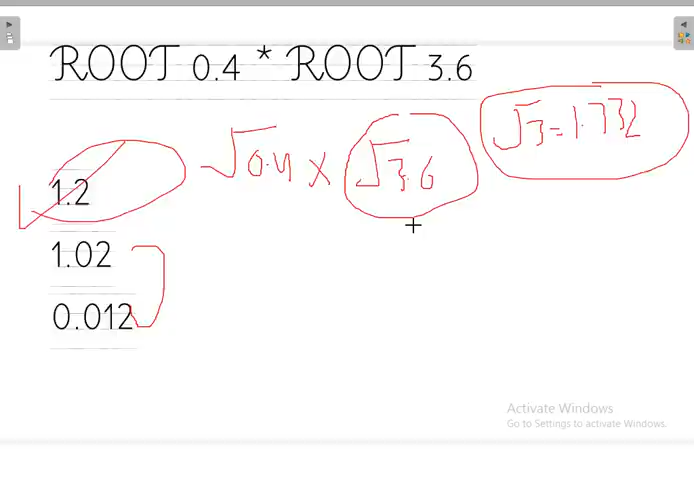 ROOT 0.4 * ROOT 3.6
√3=1.732
√0.4 × √3.6
1.2
1.02
0.012
Activate Windows
Go to Settings to activate Windows.